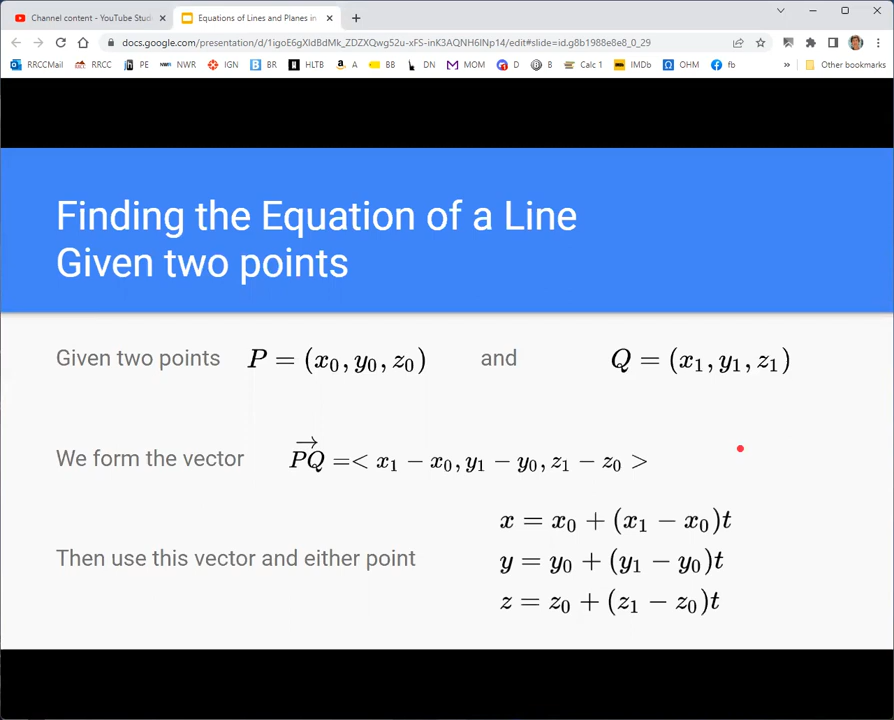 Channel content - YouTube Stud
Equations of Lines and Planes in
docs.google.com/presentation/d/1igoE6gXldBdMk_ZDZXQwg52u-xFS-inK3AQNH6lNp14/edit#slide=id.g8b1988e8e8_0_29
RRCCMail RRCC PE NWR IGN BR HLTB A BB DN MOM D B Calc 1 IMDb OHM fb » Other bookmarks
Finding the Equation of a Line
Given two points
Given two points P = (x₀, y₀, z₀) and Q = (x₁, y₁, z₁)
We form the vector P⃗Q⃗ =< x₁ − x₀, y₁ − y₀, z₁ − z₀ >
x = x₀ + (x₁ − x₀)t
Then use this vector and either point y = y₀ + (y₁ − y₀)t
z = z₀ + (z₁ − z₀)t